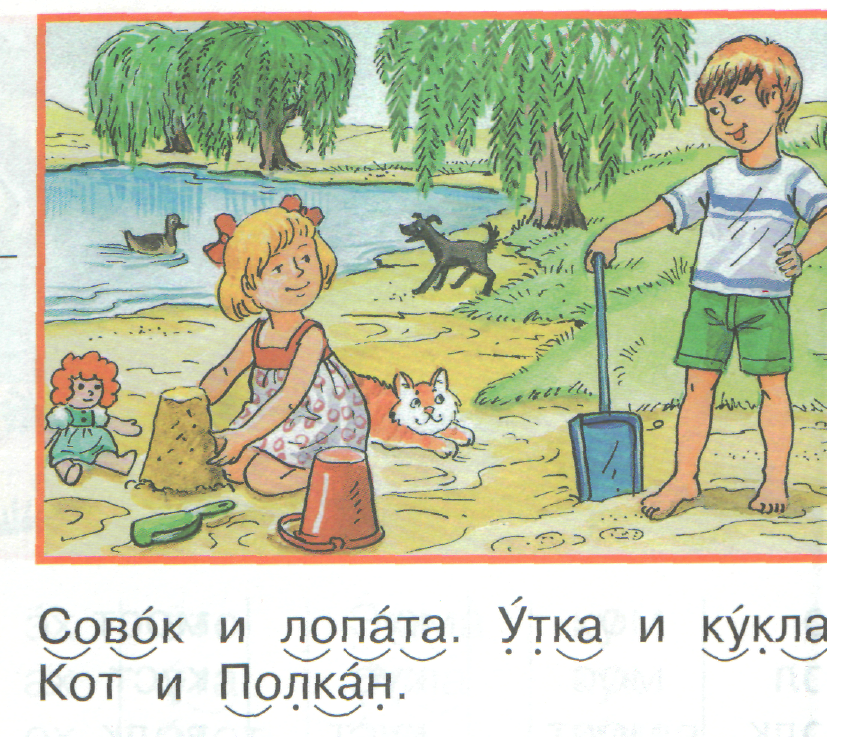 Сово́к и лопа́та. У́тка и ку́кла
Кот и Полка́н.